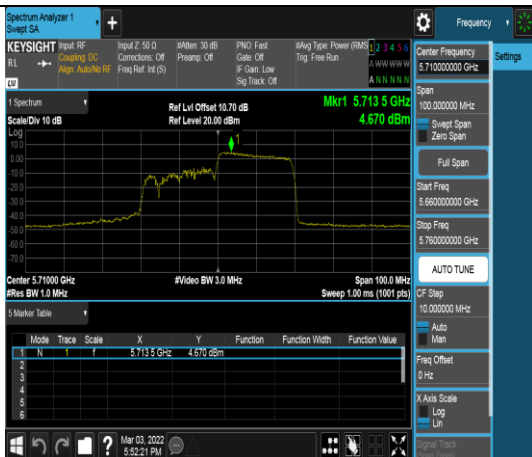 Spectrum Analyzer 1
Swept SA
+
Frequency
KEYSIGHT
RL
Input: RF
Coupling: DC
Align: Auto/No RF
Input Z: 50 Ω
Corrections: Off
Freq Ref: Int (S)
#Atten: 30 dB
Preamp: Off
PNO: Fast
Gate: Off
IF Gain: Low
Sig Track: Off
#Avg Type: Power (RMS)
Trig: Free Run
1 2 3 4 5 6
A W W W W W
A N N N N N
LXI
1 Spectrum
Scale/Div 10 dB
Ref Lvl Offset 10.70 dB
Ref Level 20.00 dBm
Mkr1 5.713 5 GHz
4.670 dBm
Log
10.0
0.00
-10.0
-20.0
-30.0
-40.0
-50.0
-60.0
-70.0
1
Center 5.71000 GHz
#Res BW 1.0 MHz
#Video BW 3.0 MHz
Span 100.0 MHz
Sweep 1.00 ms (1001 pts)
5 Marker Table
Mode Trace Scale X Y Function Function Width Function Value
1 N 1 f 5.713 5 GHz 4.670 dBm
2
3
4
5
6
Mar 03, 2022
5:52:21 PM
?
Center Frequency
5.710000000 GHz
Settings
Span
100.000000 MHz
Swept Span
Zero Span
Full Span
Start Freq
5.660000000 GHz
Stop Freq
5.760000000 GHz
AUTO TUNE
CF Step
10.000000 MHz
Auto
Man
Freq Offset
0 Hz
X Axis Scale
Log
Lin
Signal Track